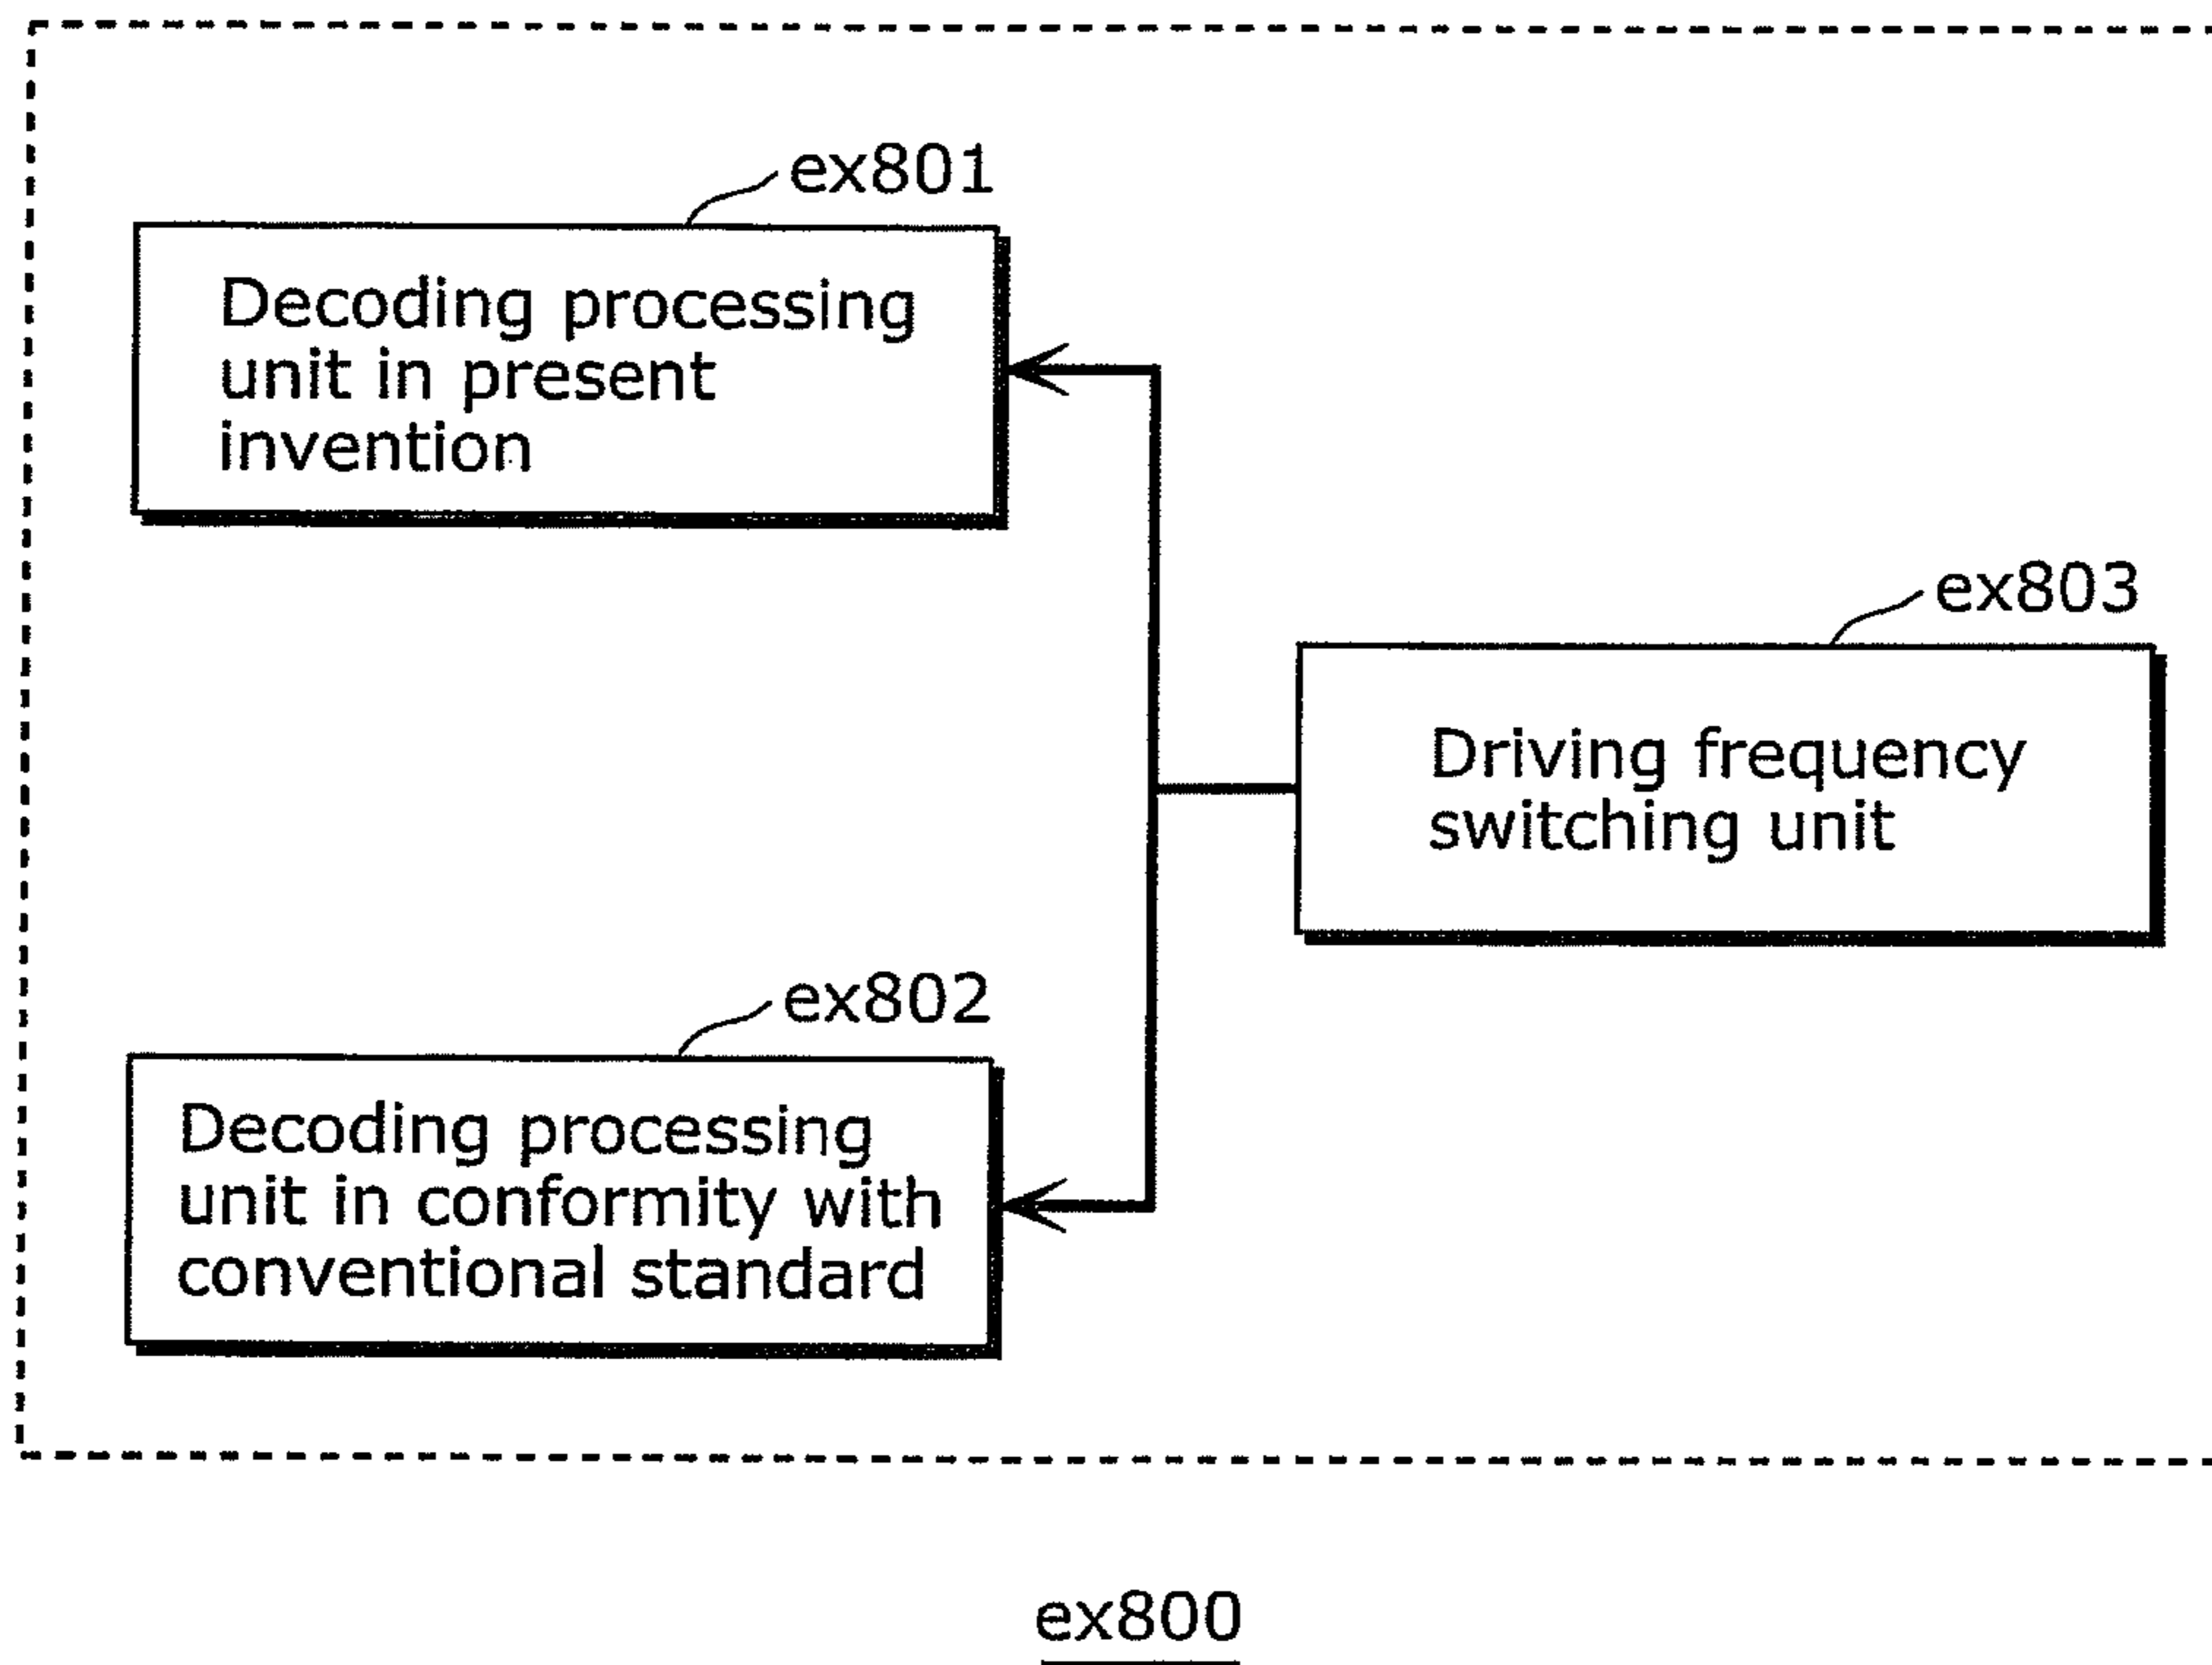 ex801
Decoding processing
unit in present
invention
ex803
Driving frequency
switching unit
ex802
Decoding processing
unit in conformity with
conventional standard
ex800